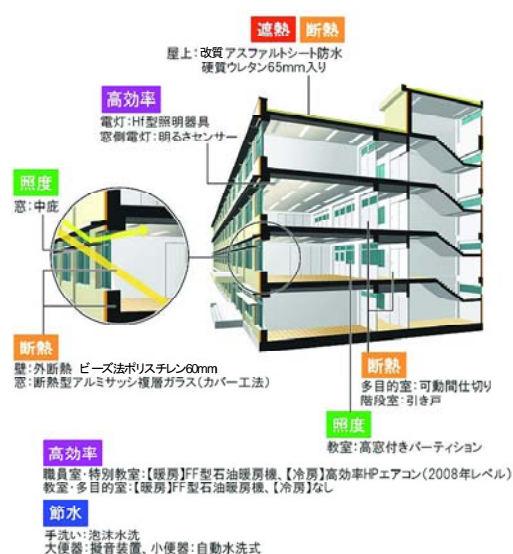 遮熱 断熱
屋上：改質アスファルトシート防水
硬質ウレタン65mm入り
高効率
電灯：Hf型照明器具
窓側電灯：明るさセンサー
照度
窓：中庇
断熱
壁：外断熱 ビーズ法ポリスチレン60mm
窓：断熱型アルミサッシ複層ガラス（カバー工法）
断熱
多目的室：可動間仕切り
階段室：引き戸
照度
教室：高窓付きパーティション
高効率
職員室・特別教室：【暖房】FF型石油暖房機、【冷房】高効率HPエアコン（2008年レベル）
教室・多目的室：【暖房】FF型石油暖房機、【冷房】なし
節水
手洗い：泡沫水洗
大便器：擬音装置、小便器：自動水洗式